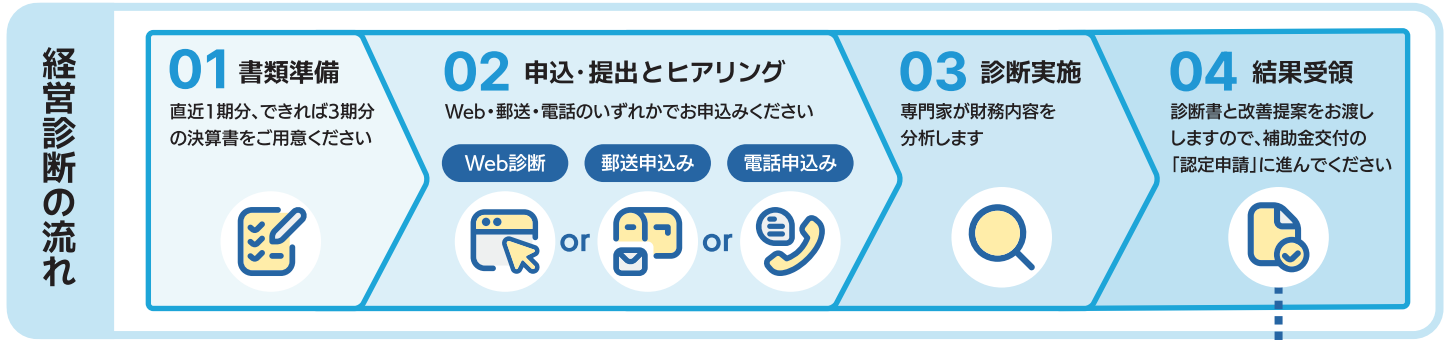 経営診断の流れ
01 書類準備
直近1期分、できれば3期分
の決算書をご用意ください
02 申込・提出とヒアリング
Web・郵送・電話のいずれかでお申込みください
Web診断
郵送申込み
電話申込み
or
or
03 診断実施
専門家が財務内容を
分析します
04 結果受領
診断書と改善提案をお渡し
しますので、補助金交付の
「認定申請」に進んでください